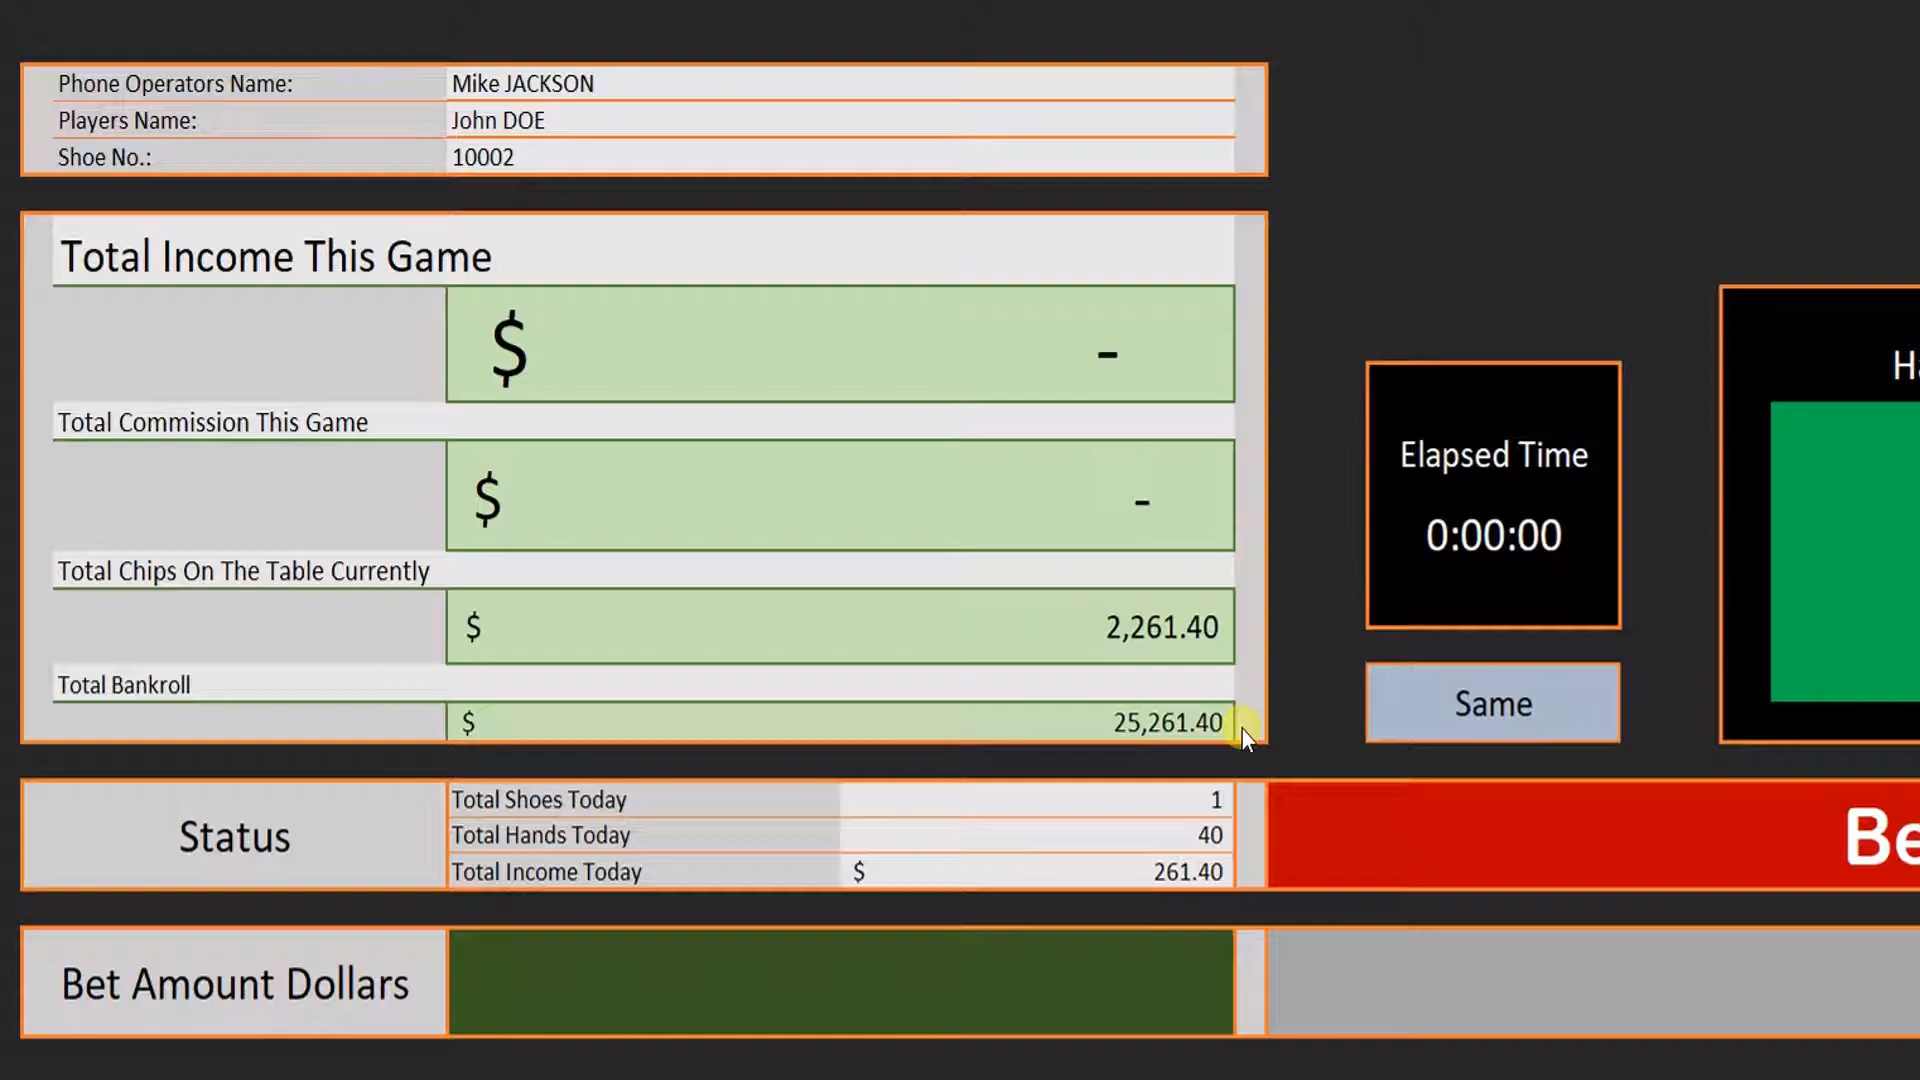 Phone Operators Name: Mike JACKSON
Players Name: John DOE
Shoe No.: 10002
Total Income This Game
$ -
Total Commission This Game
$ -
Total Chips On The Table Currently
$ 2,261.40
Total Bankroll
$ 25,261.40
Elapsed Time
0:00:00
Same
Status
Total Shoes Today 1
Total Hands Today 40
Total Income Today $ 261.40
Bet Amount Dollars